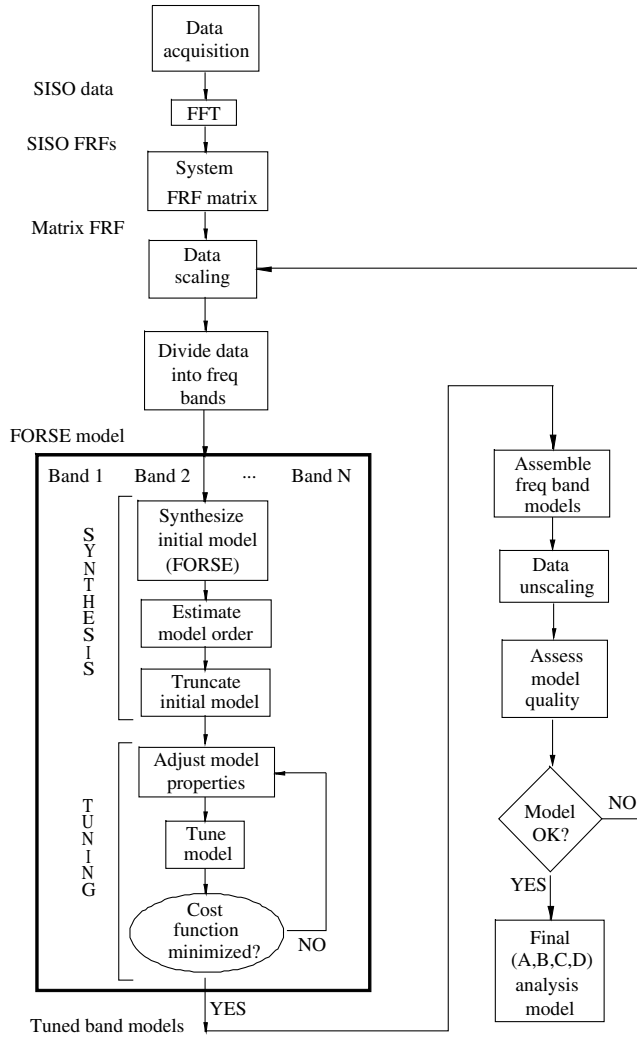 Data
acquisition
SISO data
FFT
SISO FRFs
System
FRF matrix
Matrix FRF
Data
scaling
Divide data
into freq
bands
FORSE model
Band 1 Band 2 ... Band N
SYNTHESIS
Synthesize
initial model
(FORSE)
Estimate
model order
Truncate
initial model
TUNING
Adjust model
properties
Tune
model
Cost
function
minimized?
NO
YES
Tuned band models
Assemble
freq band
models
Data
unscaling
Assess
model
quality
Model
OK?
NO
YES
Final
(A,B,C,D)
analysis
model